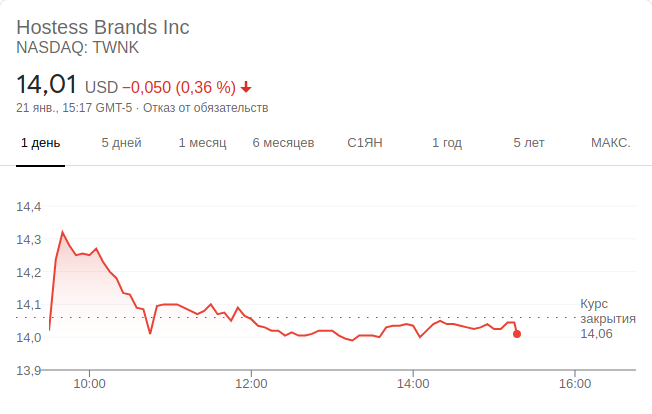 Hostess Brands Inc
NASDAQ: TWNK
14,01 USD −0,050 (0,36 %)
21 янв., 15:17 GMT-5 · Отказ от обязательств
1 день 5 дней 1 месяц 6 месяцев С1ЯН 1 год 5 лет МАКС.
14,4
14,3
14,2
14,1
Курс
закрытия
14,06
14,0
13,9
10:00 12:00 14:00 16:00